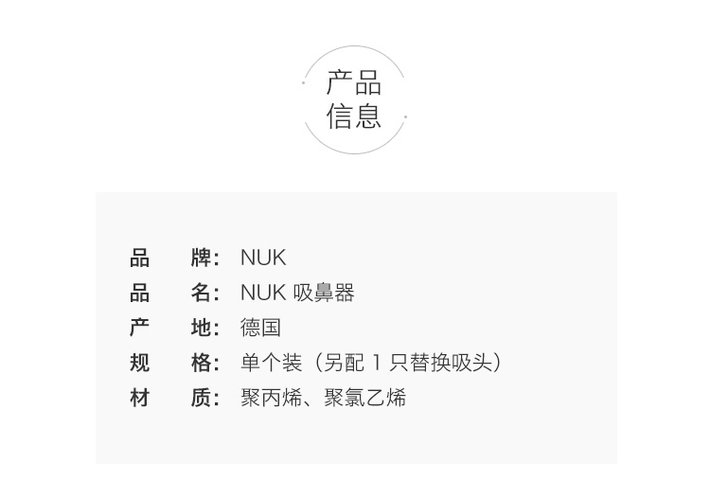 产品
信息
品 牌： NUK
品 名： NUK 吸鼻器
产 地： 德国
规 格： 单个装（另配 1 只替换吸头）
材 质： 聚丙烯、聚氯乙烯